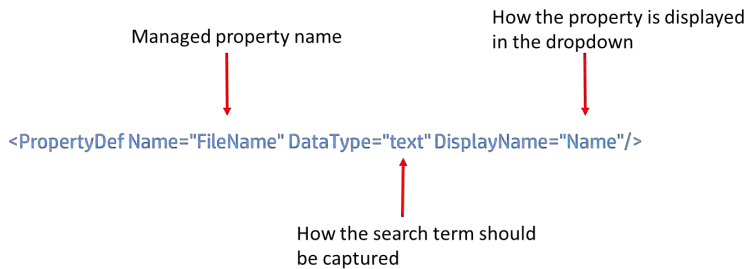 How the property is displayed
in the dropdown
Managed property name
<PropertyDef Name="FileName" DataType="text" DisplayName="Name"/>
How the search term should
be captured